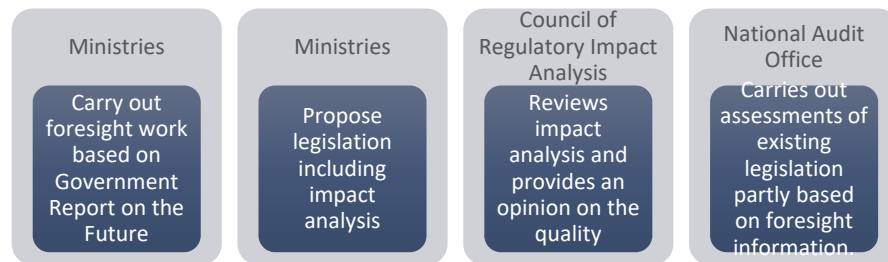 Ministries
Carry out
foresight work
based on
Government
Report on the
Future
Ministries
Propose
legislation
including
impact
analysis
Council of
Regulatory Impact
Analysis
Reviews
impact
analysis and
provides an
opinion on the
quality
National Audit
Office
Carries out
assessments of
existing
legislation
partly based
on foresight
information.